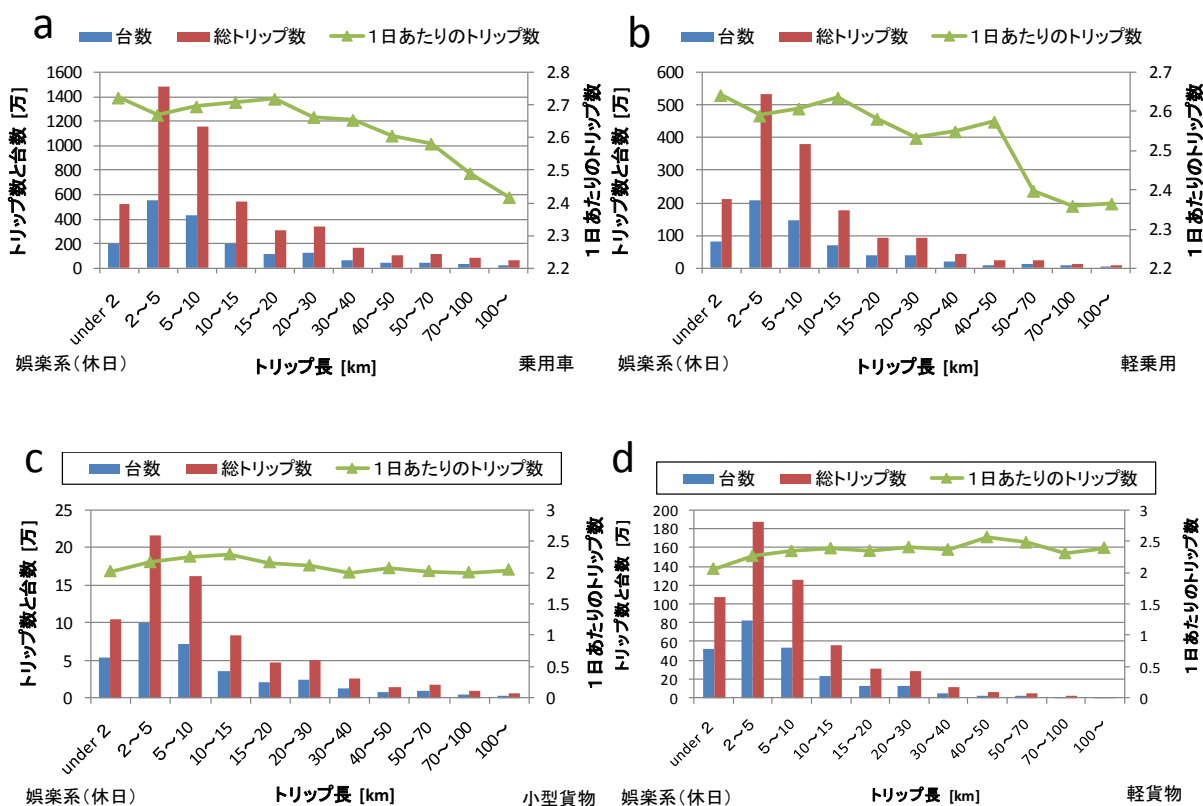 a
台数 総トリップ数 1日あたりのトリップ数
トリップ数と台数 [万]
1600
1400
1200
1000
800
600
400
200
0
2.8
2.7
2.6
2.5
2.4
2.3
2.2
1日あたりのトリップ数
under 2 2～5 5～10 10～15 15～20 20～30 30～40 40～50 50～70 70～100 100～
娯楽系(休日) トリップ長 [km] 乗用車
b
台数 総トリップ数 1日あたりのトリップ数
トリップ数と台数 [万]
600
500
400
300
200
100
0
2.7
2.6
2.5
2.4
2.3
2.2
1日あたりのトリップ数
under 2 2～5 5～10 10～15 15～20 20～30 30～40 40～50 50～70 70～100 100～
娯楽系(休日) トリップ長 [km] 軽乗用
c
台数 総トリップ数 1日あたりのトリップ数
トリップ数と台数 [万]
25
20
15
10
5
0
3
2.5
2
1.5
1
0.5
0
1日あたりのトリップ数
under 2 2～5 5～10 10～15 15～20 20～30 30～40 40～50 50～70 70～100 100～
娯楽系(休日) トリップ長 [km] 小型貨物
d
台数 総トリップ数 1日あたりのトリップ数
トリップ数と台数 [万]
200
180
160
140
120
100
80
60
40
20
0
3
2.5
2
1.5
1
0.5
0
1日あたりのトリップ数
under 2 2～5 5～10 10～15 15～20 20～30 30～40 40～50 50～70 70～100 100～
娯楽系(休日) トリップ長 [km] 軽貨物